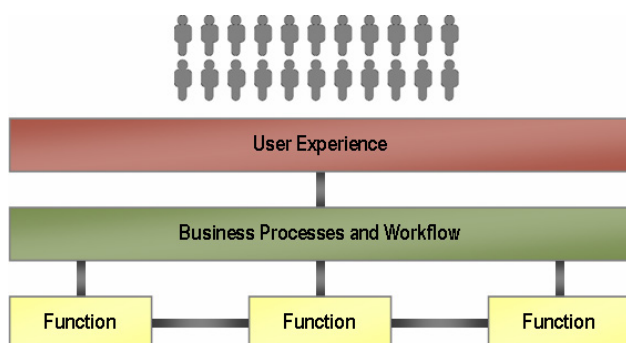 User Experience
Business Processes and Workflow
Function
Function
Function